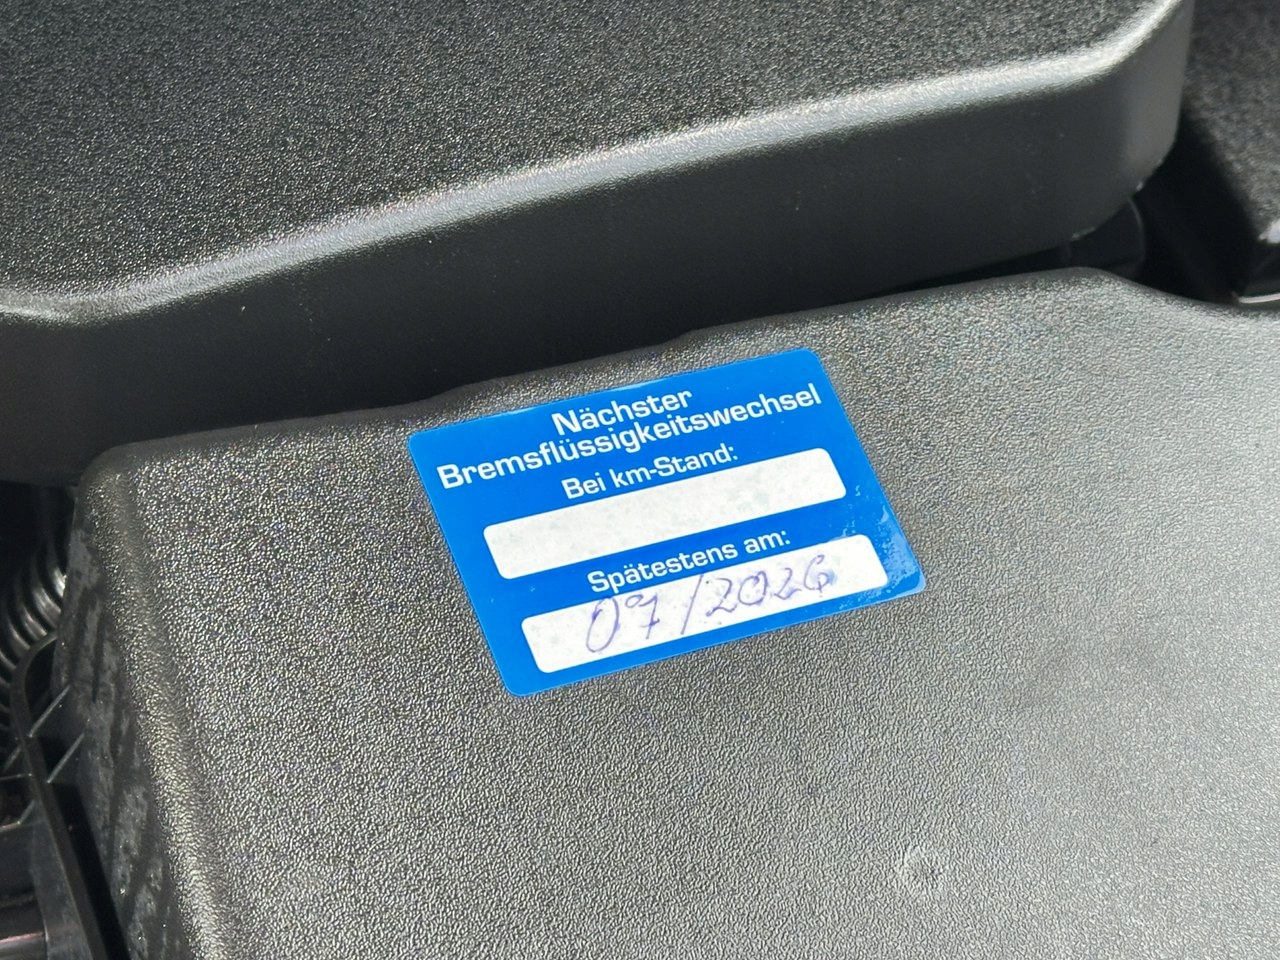 Nächster
Bremsflüssigkeitswechsel
Bei km-Stand:
Spätestens am:
07/2026